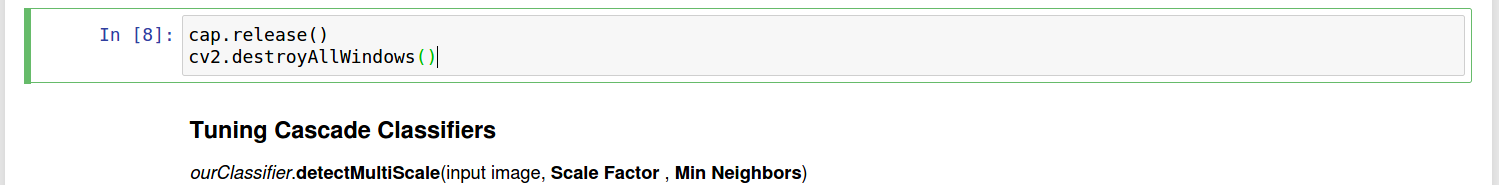 In [8]: cap.release()
cv2.destroyAllWindows()
Tuning Cascade Classifiers
ourClassifier.detectMultiScale(input image, Scale Factor , Min Neighbors)